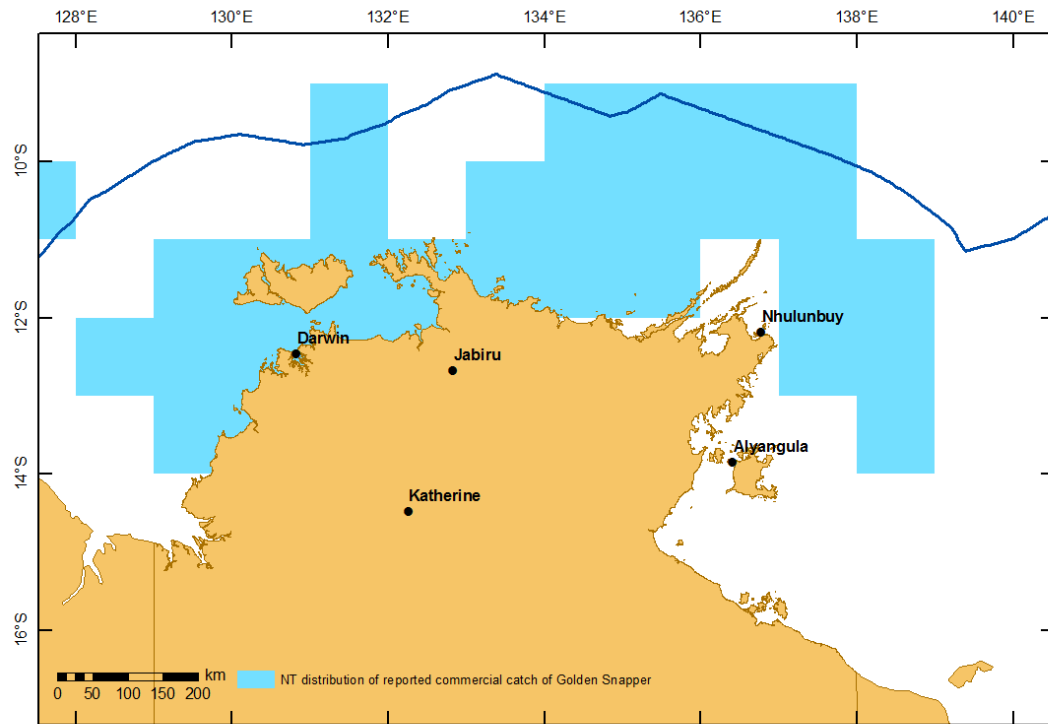 128°E 130°E 132°E 134°E 136°E 138°E 140°E
10°S
12°S
14°S
16°S
Nhulunbuy
Darwin
Jabiru
Alyangula
Katherine
km
0 50 100 150 200
NT distribution of reported commercial catch of Golden Snapper